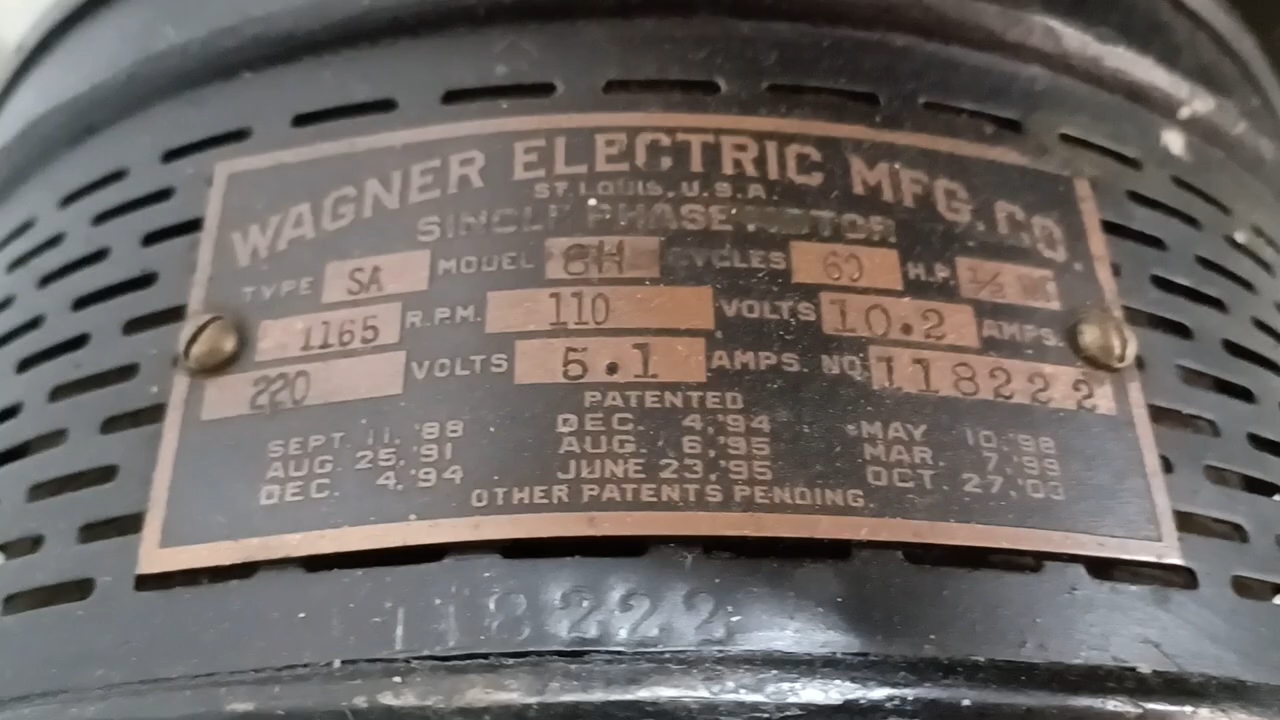 WAGNER ELECTRIC MFG. CO.
ST. LOUIS, U.S.A.
SINGLE PHASE MOTOR
TYPE SA MODEL 8H CYCLES 60 H.P. 1/2
1165 R.P.M. 110 VOLTS 10.2 AMPS.
220 VOLTS 5.1 AMPS. NO. 118222
PATENTED
SEPT. 11. '88 DEC. 4, '94 MAY 10. '98
AUG. 25, '91 AUG. 6, '95 MAR. 7, '99
DEC. 4, '94 JUNE 23, '95 OCT. 27, '03
OTHER PATENTS PENDING.
118222